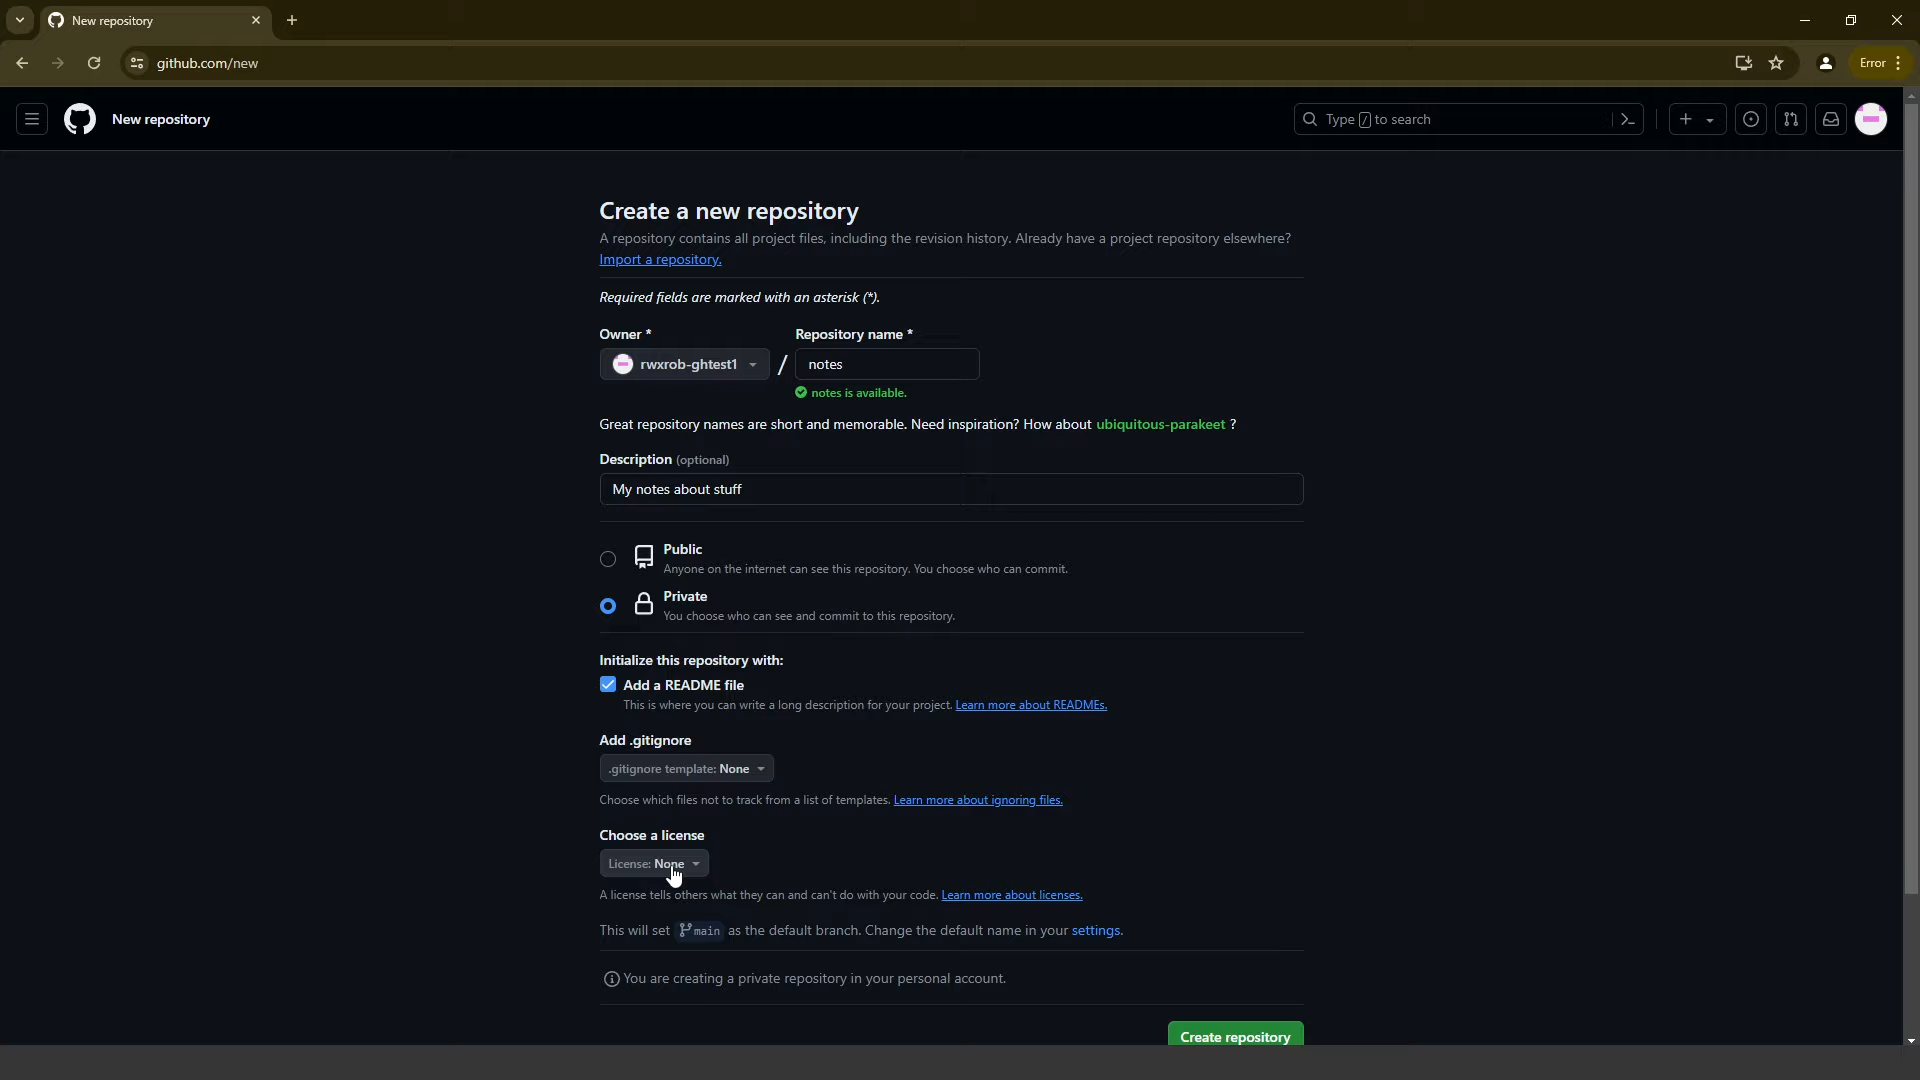 New repository
github.com/new
Error
New repository
Type / to search
Create a new repository
A repository contains all project files, including the revision history. Already have a project repository elsewhere?
Import a repository.
Required fields are marked with an asterisk (*).
Owner * Repository name *
rwxrob-ghtest1 / notes
notes is available.
Great repository names are short and memorable. Need inspiration? How about ubiquitous-parakeet ?
Description (optional)
My notes about stuff
Public
Anyone on the internet can see this repository. You choose who can commit.
Private
You choose who can see and commit to this repository.
Initialize this repository with:
Add a README file
This is where you can write a long description for your project. Learn more about READMEs.
Add .gitignore
.gitignore template: None
Choose which files not to track from a list of templates. Learn more about ignoring files.
Choose a license
License: None
A license tells others what they can and can't do with your code. Learn more about licenses.
This will set main as the default branch. Change the default name in your settings.
You are creating a private repository in your personal account.
Create repository